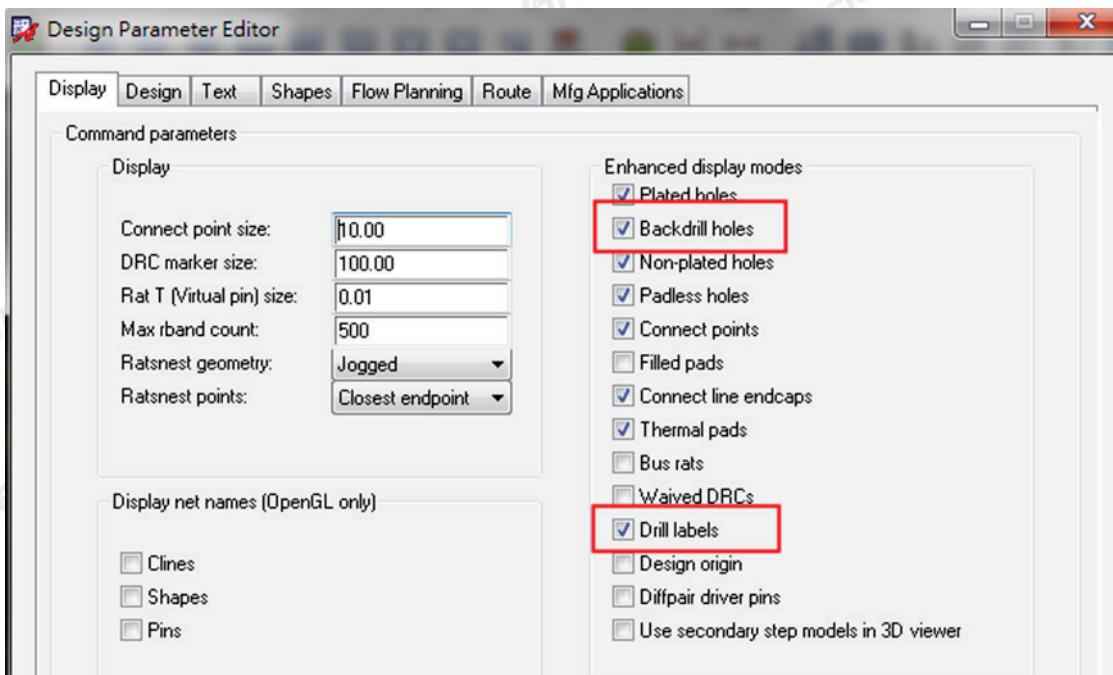 Design Parameter Editor
Display Design Text Shapes Flow Planning Route Mfg Applications
Command parameters
Display
Connect point size: 10.00
DRC marker size: 100.00
Rat T (Virtual pin) size: 0.01
Max rband count: 500
Ratsnest geometry: Jogged
Ratsnest points: Closest endpoint
Display net names (OpenGL only)
Clines
Shapes
Pins
Enhanced display modes
Plated holes
Backdrill holes
Non-plated holes
Padless holes
Connect points
Filled pads
Connect line endcaps
Thermal pads
Bus rats
Waived DRCs
Drill labels
Design origin
Diffpair driver pins
Use secondary step models in 3D viewer